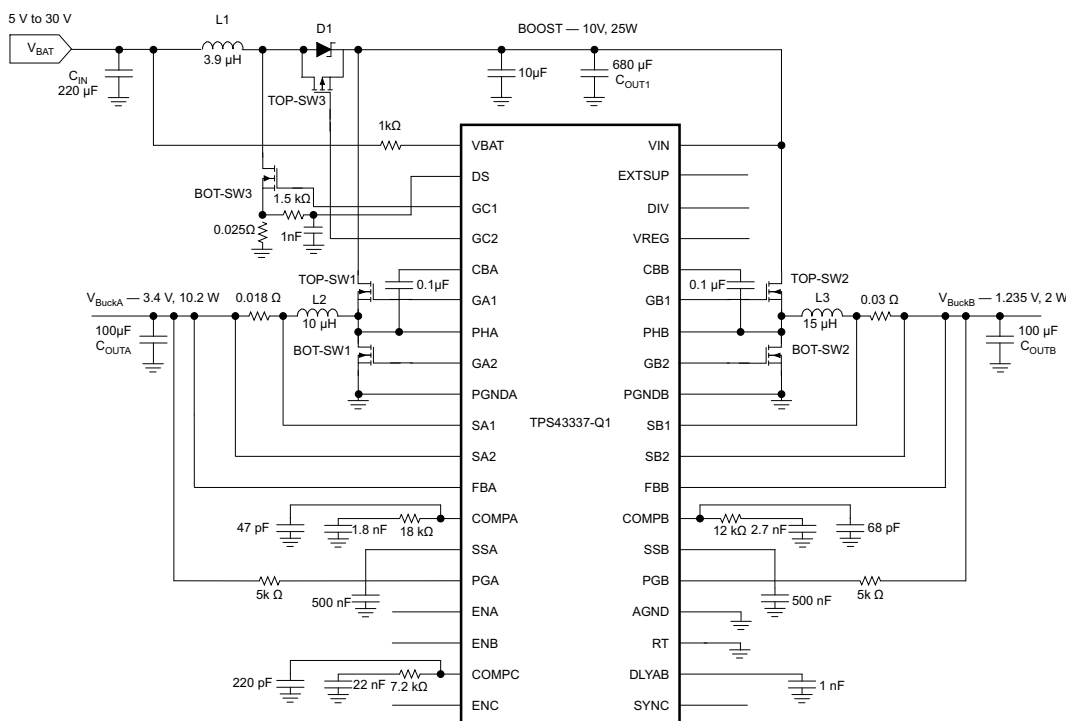 5 V to 30 V
VBAT
CIN
220 µF
L1
3.9 µH
D1
TOP-SW3
BOOST — 10V, 25W
10µF
680 µF
COUT1
1kΩ
BOT-SW3
1.5 kΩ
0.025Ω
1nF
VBAT
DS
GC1
GC2
CBA
GA1
PHA
GA2
PGNDA
SA1
SA2
FBA
COMPA
SSA
PGA
ENA
ENB
COMPC
ENC
TPS43337-Q1
VIN
EXTSUP
DIV
VREG
CBB
GB1
PHB
GB2
PGNDB
SB1
SB2
FBB
COMPB
SSB
PGB
AGND
RT
DLYAB
SYNC
TOP-SW1
0.1µF
VBuckA — 3.4 V, 10.2 W
0.018 Ω
L2
10 µH
100µF
COUTA
BOT-SW1
47 pF
1.8 nF
18 kΩ
5k Ω
500 nF
220 pF
22 nF
7.2 kΩ
0.1 µF
TOP-SW2
L3
15 µH
0.03 Ω
VBuckB — 1.235 V, 2 W
BOT-SW2
100 µF
COUTB
12 kΩ
2.7 nF
68 pF
500 nF
5k Ω
1 nF